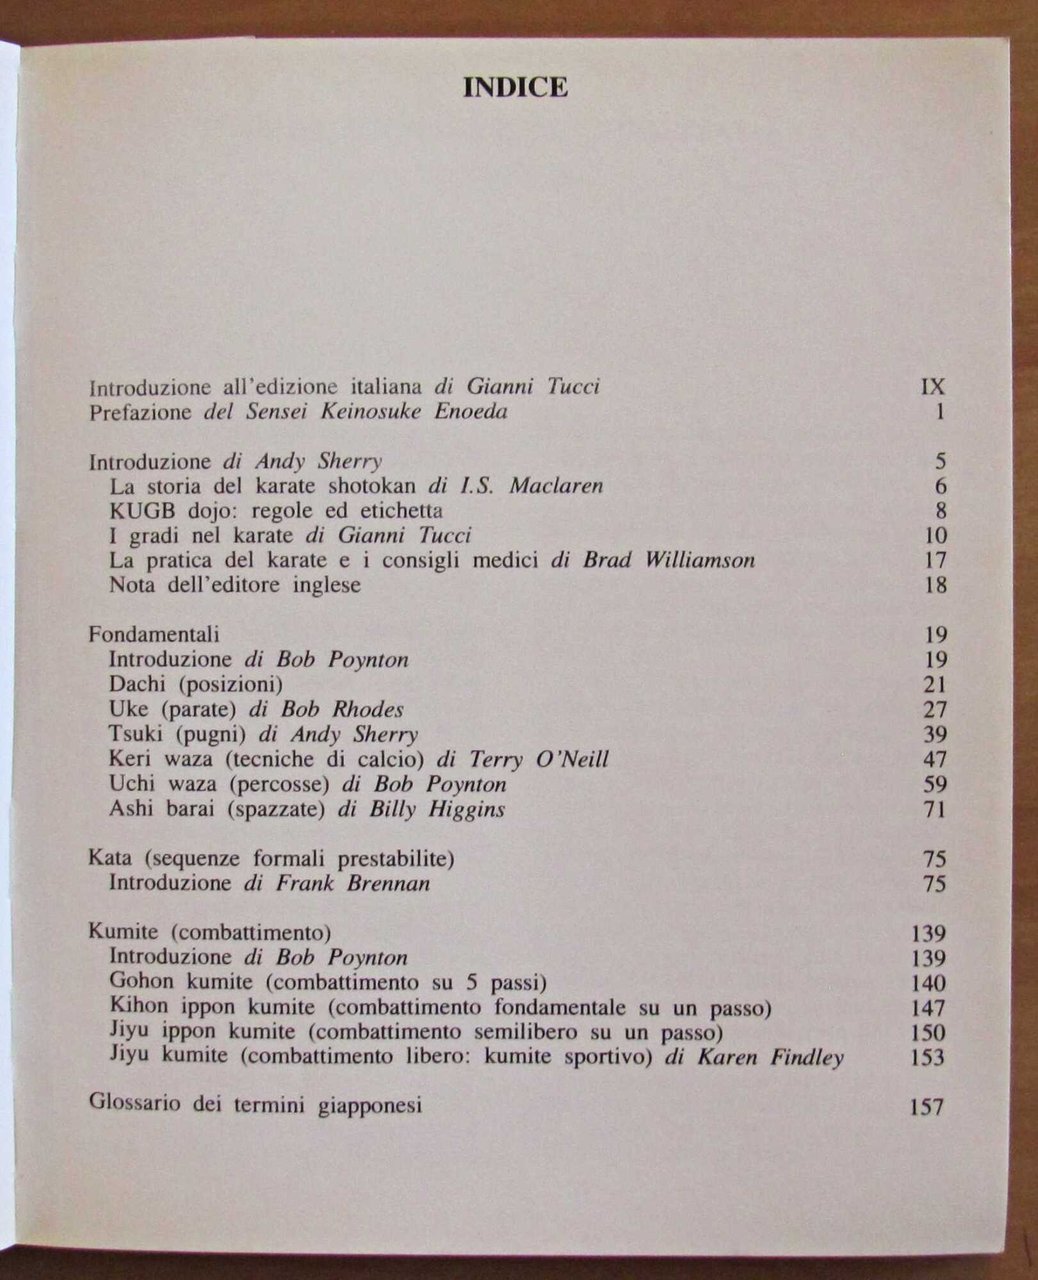 INDICE
Introduzione all'edizione italiana di Gianni Tucci IX
Prefazione del Sensei Keinosuke Enoeda 1
Introduzione di Andy Sherry 5
La storia del karate shotokan di I.S. Maclaren 6
KUGB dojo: regole ed etichetta 8
I gradi nel karate di Gianni Tucci 10
La pratica del karate e i consigli medici di Brad Williamson 17
Nota dell'editore inglese 18
Fondamentali 19
Introduzione di Bob Poynton 19
Dachi (posizioni) 21
Uke (parate) di Bob Rhodes 27
Tsuki (pugni) di Andy Sherry 39
Keri waza (tecniche di calcio) di Terry O'Neill 47
Uchi waza (percosse) di Bob Poynton 59
Ashi barai (spazzate) di Billy Higgins 71
Kata (sequenze formali prestabilite) 75
Introduzione di Frank Brennan 75
Kumite (combattimento) 139
Introduzione di Bob Poynton 139
Gohon kumite (combattimento su 5 passi) 140
Kihon ippon kumite (combattimento fondamentale su un passo) 147
Jiyu ippon kumite (combattimento semilibero su un passo) 150
Jiyu kumite (combattimento libero: kumite sportivo) di Karen Findley 153
Glossario dei termini giapponesi 157